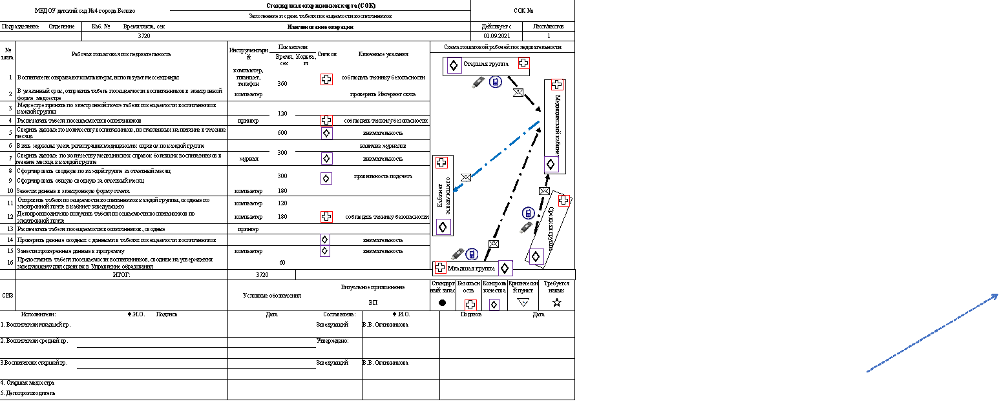 МБДОУ детский сад №4 города Белово
Стандартная операционная карта (СОК)
СОК №
Заполнение и сдача табеля посещаемости воспитанников
Подразделение Отделение Каб. № Время такта, сек Наименование операции Действует с Лист/листов
3720 01.09.2021 1
№ шага
Рабочая пошаговая последовательность
Инструментарий
Показатели
Время, сек
Ходьба, м
Символ
Ключевые указания
Схема пошаговой рабочей последовательности
1 Воспитатели открывают компьютеры, используют мессенджеры
компьютер, планшет, телефон
360
соблюдать технику безопасности
2 В указанный срок, отправить табель посещаемости воспитанников в электронной
форме медсестре
компьютер
проверить Интернет связь
3 Медсестре принять по электронной почте табеля посещаемости воспитанников
каждой группы
120
4 Распечатать табеля посещаемости воспитанников
принтер
соблюдать технику безопасности
5 Сверить данные по количеству воспитанников, поставленных на питание в течение
месяца
600
внимательность
6 Взять журналы учета регистрации медицинских справок по каждой группе
наличие журналов
300
7 Сверить данные по количеству медицинских справок болевших воспитанников в
течение месяца в каждой группе
журнал
внимательность
8 Сформировать сводную по каждой группе за отчетный месяц
300
правильность подсчета
9 Сформировать общую сводную за отчетный месяц
10 Занести данные в электронную форму отчета
компьютер 180
11 Отправить табеля посещаемости воспитанников каждой группы, сводные по
электронной почте в кабинет заведующего
компьютер 120
12 Делопроизводителю получить табеля посещаемости воспитанников по
электронной почте
компьютер 180
соблюдать технику безопасности
13 Распечатать табеля посещаемости воспитанников, сводные
принтер
14 Проверить данные сводных с данными в табелях посещаемости воспитанников
внимательность
15 Занести проверенные данные в программу
компьютер
внимательность
16 Предоставить табеля посещаемости воспитанников, сводные на утверждения
заведующему для сдачи их в Управление образования
60
Старшая группа
Медицинский кабинет
Кабинет
заведующего
Средняя группа
Младшая группа
ИТОГ: 3720
СИЗ
Условные обозначения
Визуальное приложение
ВП
Стандартный запас
Безопасность
Контроль качества
Критический пункт
Требуется навык
Исполнители: Ф.И.О. Подпись Дата Составитель: Ф.И.О. Подпись Дата
1. Воспитатели младшей гр. Заведующий В.В. Овчинникова
2. Воспитатели средней гр. Утверждено:
3.Воспитатели старшей гр. Заведующий В.В. Овчинникова
4. Старшая медсестра
5. Делопроизводитель